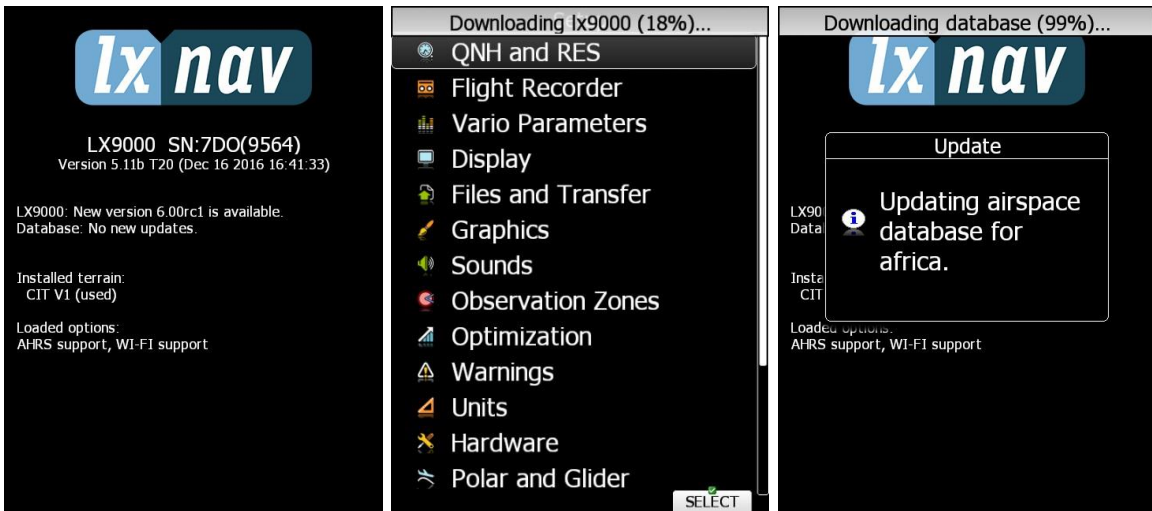 lx nav
LX9000 SN:7DO(9564)
Version 5.11b T20 (Dec 16 2016 16:41:33)
LX9000: New version 6.00rc1 is available.
Database: No new updates.
Installed terrain:
CIT V1 (used)
Loaded options:
AHRS support, WI-FI support
Downloading lx9000 (18%)...
QNH and RES
Flight Recorder
Vario Parameters
Display
Files and Transfer
Graphics
Sounds
Observation Zones
Optimization
Warnings
Units
Hardware
Polar and Glider
SELECT
Downloading database (99%)...
lx nav
Update
Updating airspace
database for
africa.
LX90
Data
Insta
CIT
Loaded options:
AHRS support, WI-FI support